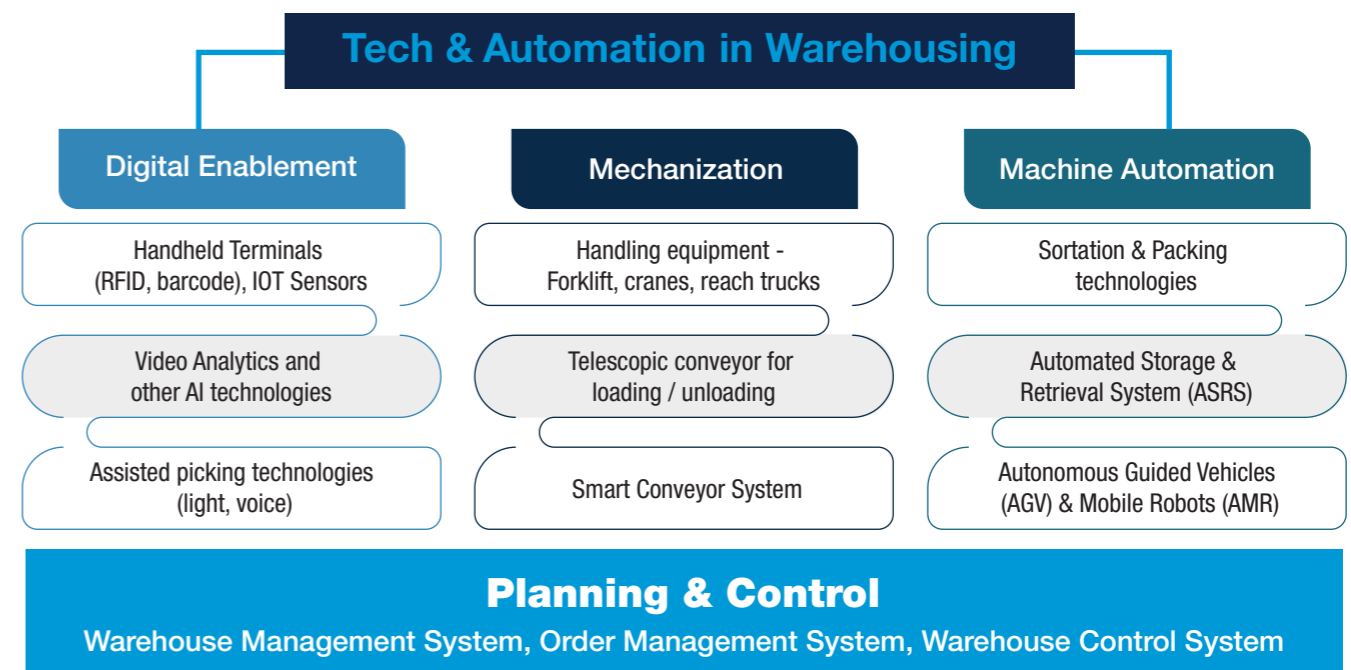 Tech & Automation in Warehousing
Digital Enablement
Handheld Terminals
(RFID, barcode), IOT Sensors
Video Analytics and
other AI technologies
Assisted picking technologies
(light, voice)
Mechanization
Handling equipment -
Forklift, cranes, reach trucks
Telescopic conveyor for
loading / unloading
Smart Conveyor System
Machine Automation
Sortation & Packing
technologies
Automated Storage &
Retrieval System (ASRS)
Autonomous Guided Vehicles
(AGV) & Mobile Robots (AMR)
Planning & Control
Warehouse Management System, Order Management System, Warehouse Control System